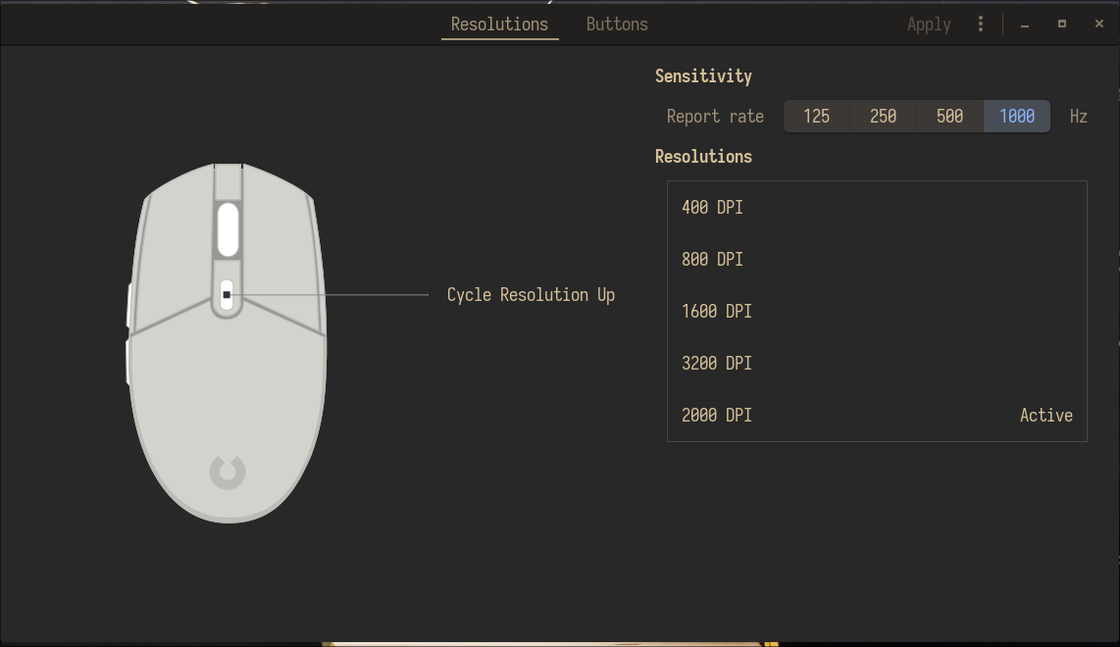 Resolutions Buttons Apply
Sensitivity
Report rate 125 250 500 1000 Hz
Resolutions
400 DPI
800 DPI
Cycle Resolution Up
1600 DPI
3200 DPI
2000 DPI Active